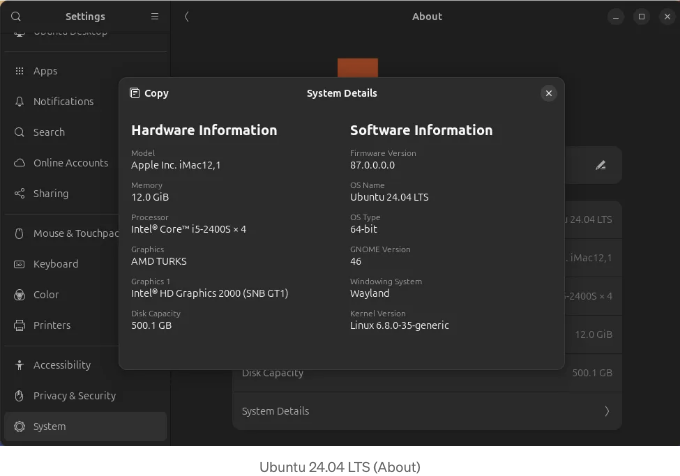 Settings
About
Ubuntu Desktop
Apps
Notifications
Search
Online Accounts
Sharing
Mouse & Touchpad
Keyboard
Color
Printers
Accessibility
Privacy & Security
System
Copy
System Details
Hardware Information
Model
Apple Inc. iMac12,1
Memory
12.0 GiB
Processor
Intel® Core™ i5-2400S × 4
Graphics
AMD TURKS
Graphics 1
Intel® HD Graphics 2000 (SNB GT1)
Disk Capacity
500.1 GB
Software Information
Firmware Version
87.0.0.0.0
OS Name
Ubuntu 24.04 LTS
OS Type
64-bit
GNOME Version
46
Windowing System
Wayland
Kernel Version
Linux 6.8.0-35-generic
u 24.04 LTS
. iMac12,1
-2400S × 4
12.0 GiB
Disk Capacity
500.1 GB
System Details
Ubuntu 24.04 LTS (About)